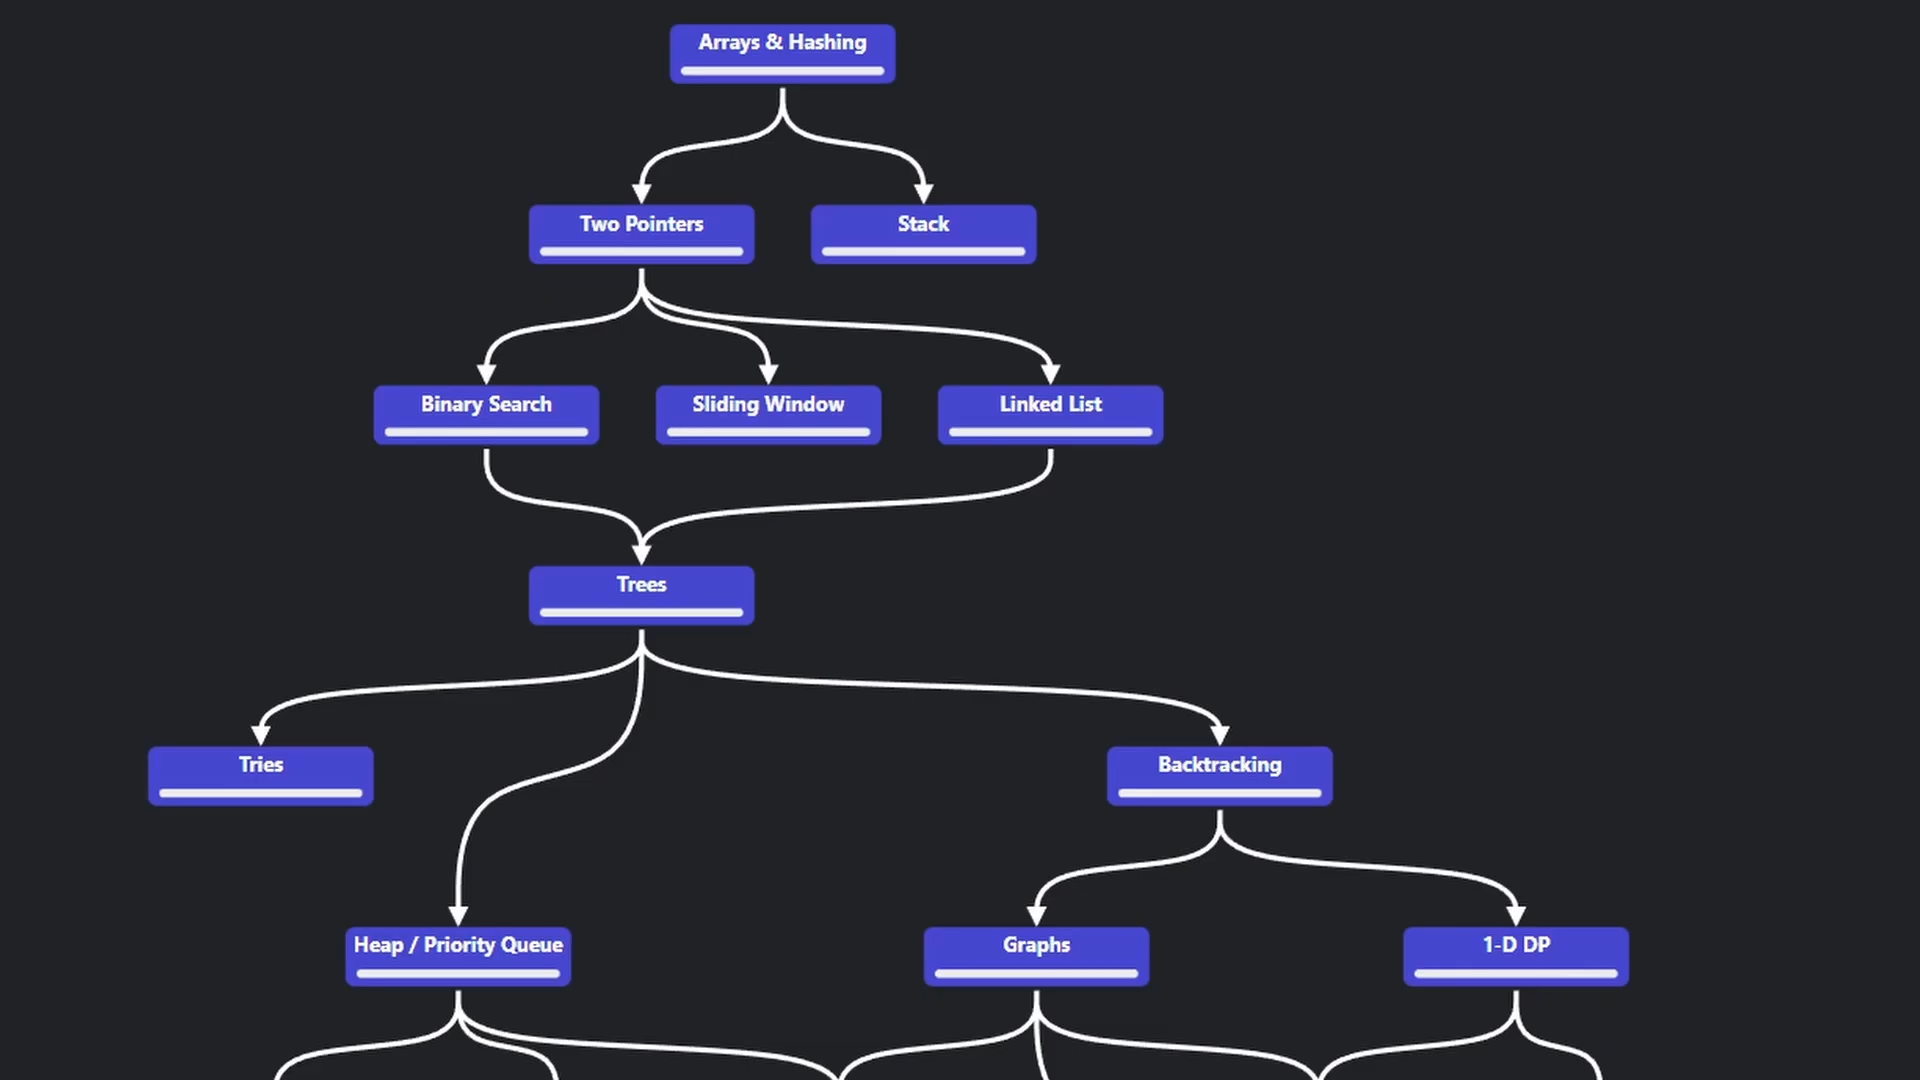 Arrays & Hashing
Two Pointers
Stack
Binary Search
Sliding Window
Linked List
Trees
Tries
Backtracking
Heap / Priority Queue
Graphs
1-D DP